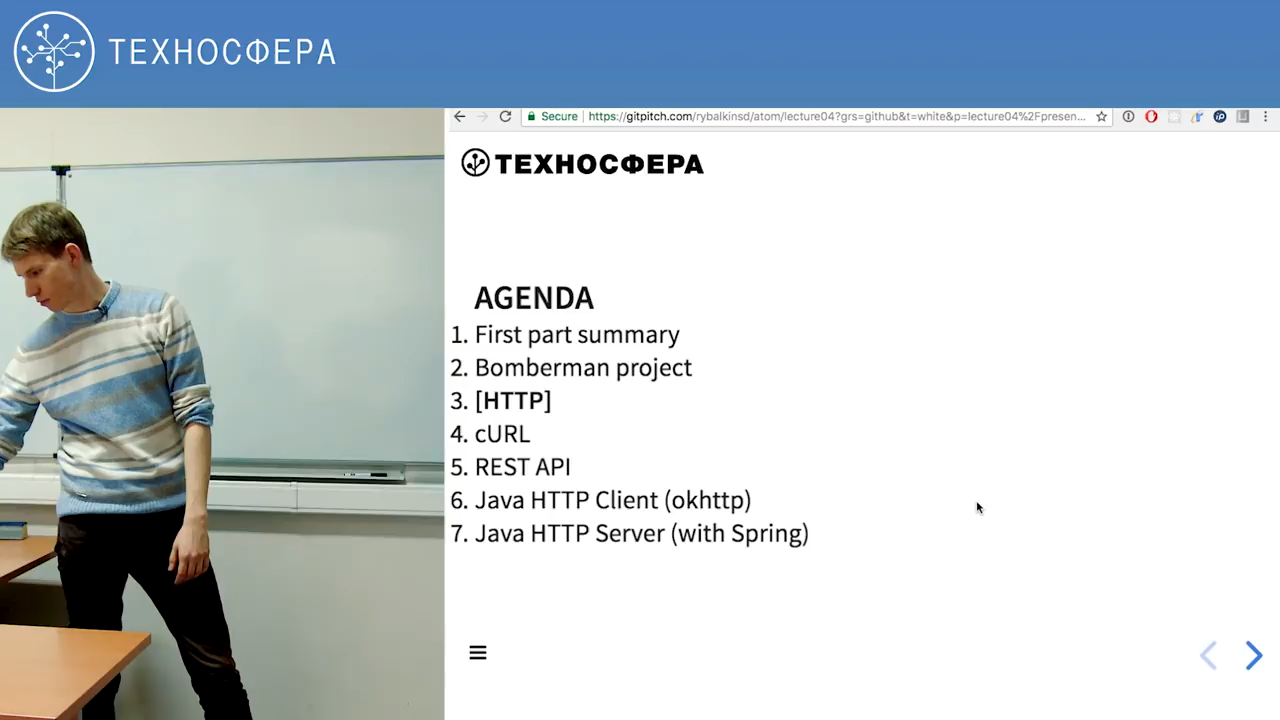 ТЕХНОСФЕРА
Secure https://gitpitch.com/rybalkinsd/atom/lecture04?grs=github&t=white&p=lecture04%2Fpresen...
ТЕХНОСФЕРА
AGENDA
1. First part summary
2. Bomberman project
3. [HTTP]
4. cURL
5. REST API
6. Java HTTP Client (okhttp)
7. Java HTTP Server (with Spring)